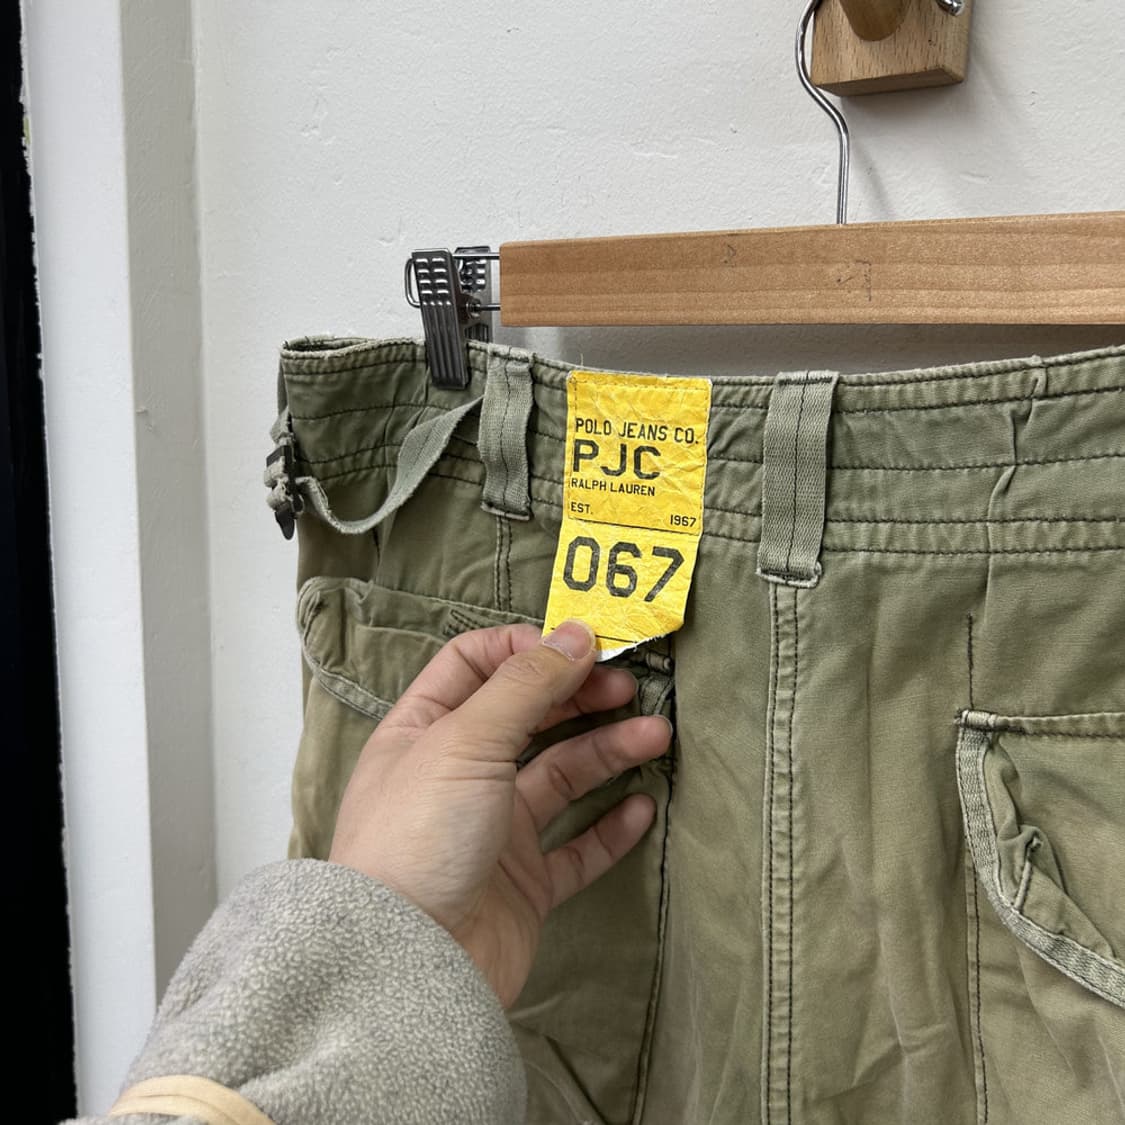 POLO JEANS CO.
PJC
RALPH LAUREN
EST. 1967
067